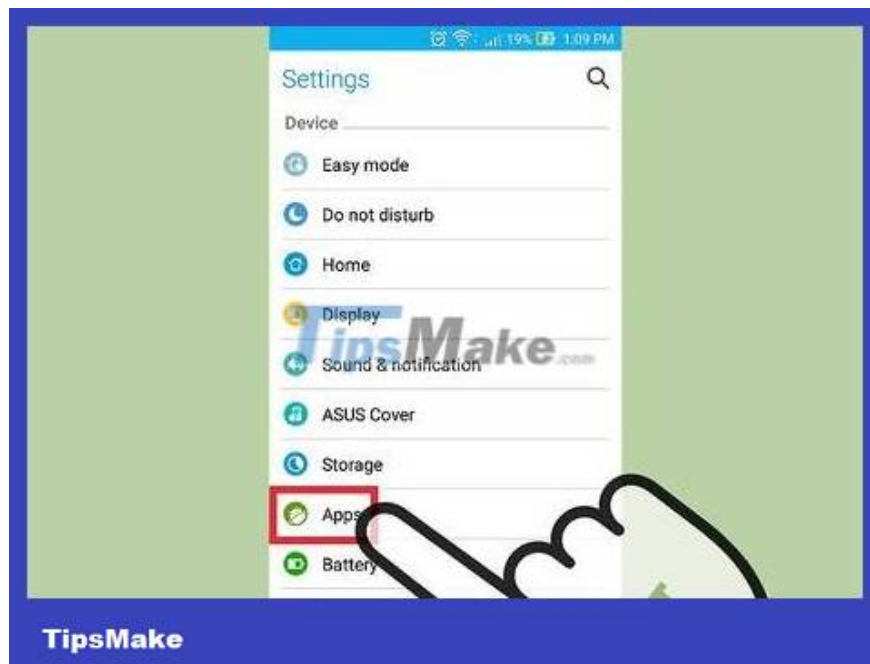 19% 1:09 PM
Settings
Device
Easy mode
Do not disturb
Home
Display
TipsMake.com
Sound & notification
ASUS Cover
Storage
Apps
Battery
TipsMake